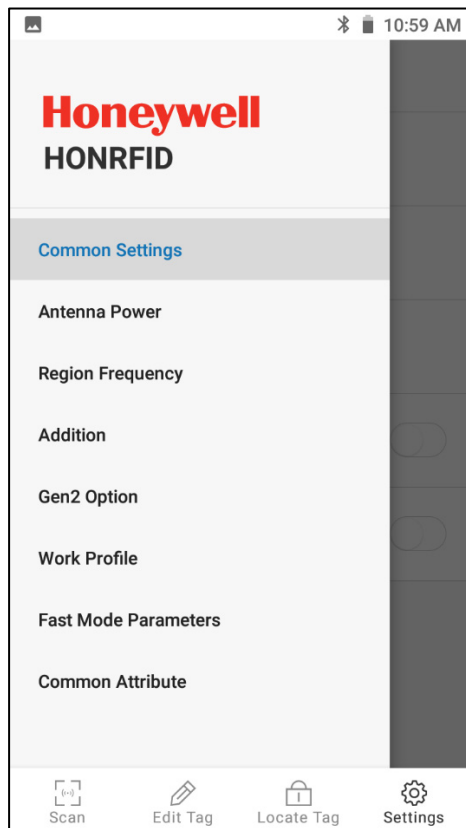 10:59 AM
Honeywell
HONRFID
Common Settings
Antenna Power
Region Frequency
Addition
Gen2 Option
Work Profile
Fast Mode Parameters
Common Attribute
Scan Edit Tag Locate Tag Settings